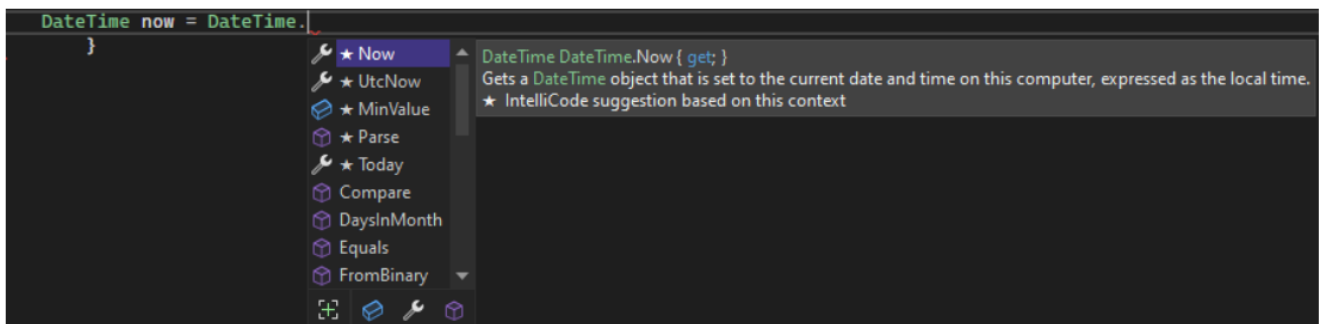 DateTime now = DateTime.
}
★ Now
★ UtcNow
★ MinValue
★ Parse
★ Today
Compare
DaysInMonth
Equals
FromBinary
DateTime DateTime.Now { get; }
Gets a DateTime object that is set to the current date and time on this computer, expressed as the local time.
★ IntelliCode suggestion based on this context